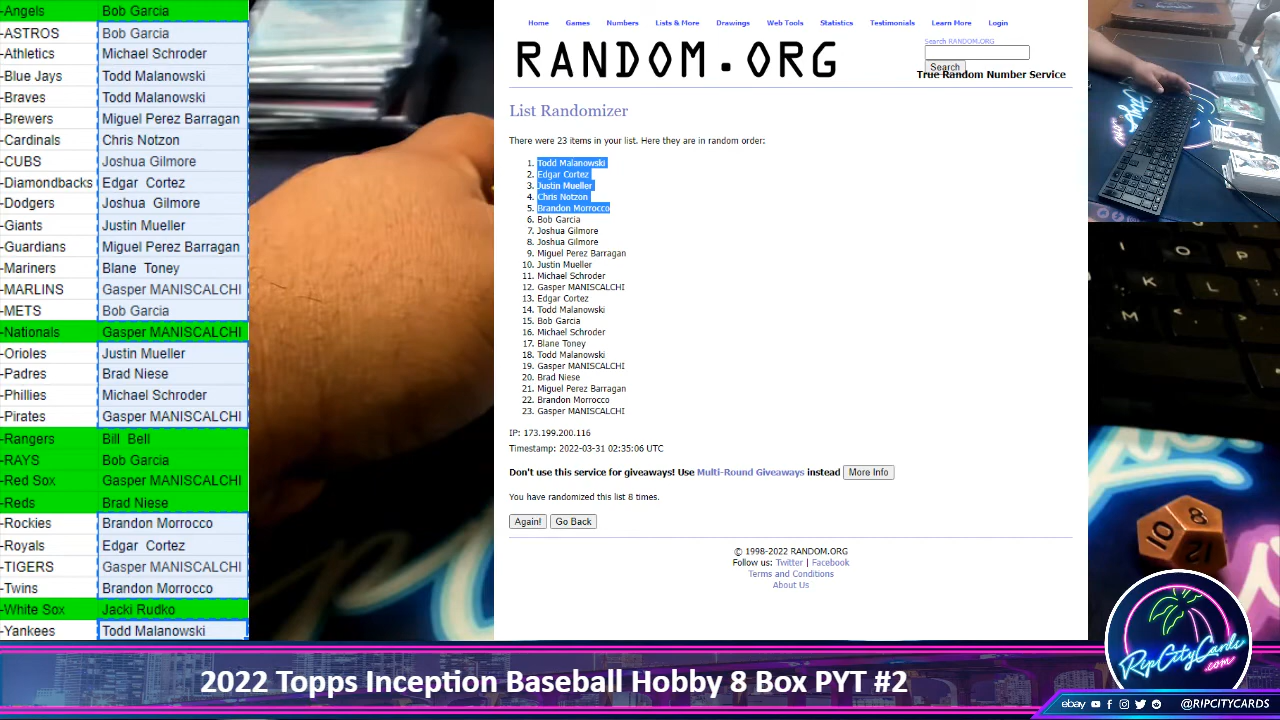 -Angels Bob Garcia
-ASTROS Bob Garcia
-Athletics Michael Schroder
-Blue Jays Todd Malanowski
-Braves Todd Malanowski
-Brewers Miguel Perez Barragan
-Cardinals Chris Notzon
-CUBS Joshua Gilmore
-Diamondbacks Edgar Cortez
-Dodgers Joshua Gilmore
-Giants Justin Mueller
-Guardians Miguel Perez Barragan
-Mariners Blane Toney
-MARLINS Gasper MANISCALCHI
-METS Bob Garcia
-Nationals Gasper MANISCALCHI
-Orioles Justin Mueller
-Padres Brad Niese
-Phillies Michael Schroder
-Pirates Gasper MANISCALCHI
-Rangers Bill Bell
-RAYS Bob Garcia
-Red Sox Gasper MANISCALCHI
-Reds Brad Niese
-Rockies Brandon Morrocco
-Royals Edgar Cortez
-TIGERS Gasper MANISCALCHI
-Twins Brandon Morrocco
-White Sox Jacki Rudko
-Yankees Todd Malanowski
Home Games Numbers Lists & More Drawings Web Tools Statistics Testimonials Learn More Login
RANDOM.ORG
Search RANDOM.ORG
Search
True Random Number Service
List Randomizer
There were 23 items in your list. Here they are in random order:
1. Todd Malanowski
2. Edgar Cortez
3. Justin Mueller
4. Chris Notzon
5. Brandon Morrocco
6. Bob Garcia
7. Joshua Gilmore
8. Joshua Gilmore
9. Miguel Perez Barragan
10. Justin Mueller
11. Michael Schroder
12. Gasper MANISCALCHI
13. Edgar Cortez
14. Todd Malanowski
15. Bob Garcia
16. Michael Schroder
17. Blane Toney
18. Todd Malanowski
19. Gasper MANISCALCHI
20. Brad Niese
21. Miguel Perez Barragan
22. Brandon Morrocco
23. Gasper MANISCALCHI
IP: 173.199.200.116
Timestamp: 2022-03-31 02:35:06 UTC
Don't use this service for giveaways! Use Multi-Round Giveaways instead More Info
You have randomized this list 8 times.
Again! Go Back
© 1998-2022 RANDOM.ORG
Follow us: Twitter | Facebook
Terms and Conditions
About Us
10 8
RipCityCards
.com
2022 Topps Inception Baseball Hobby 8 Box PYT #2
ebay @RIPCITYCARDS